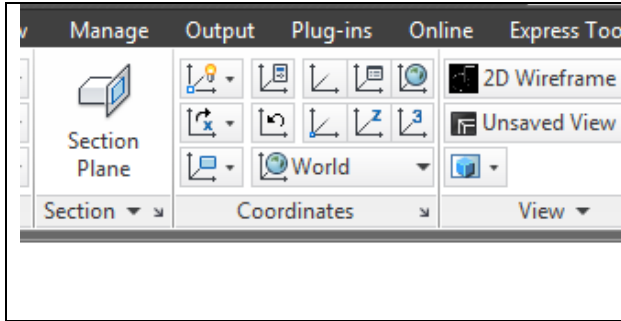 w Manage Output Plug-ins Online Express Too
2D Wireframe
Section Plane
Unsaved View
World
Section Coordinates View